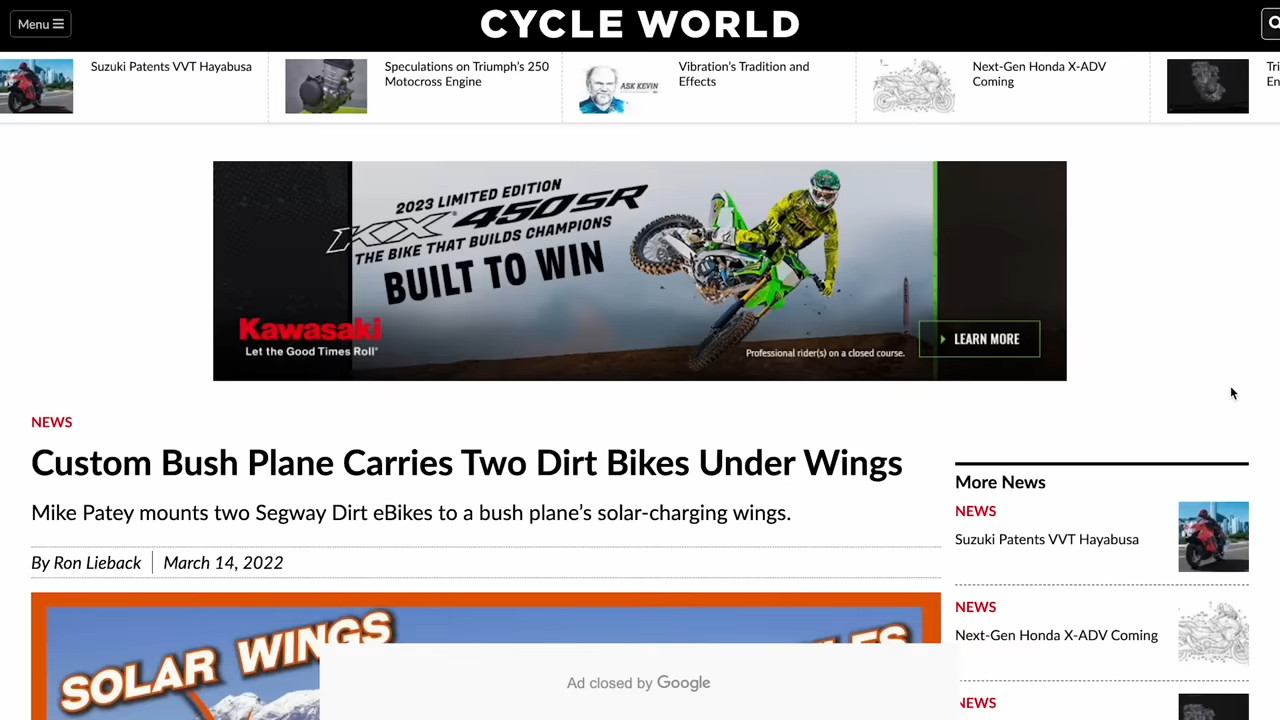 Menu
CYCLE WORLD
Suzuki Patents VVT Hayabusa
Speculations on Triumph's 250
Motocross Engine
ASK KEVIN
Vibration's Tradition and
Effects
Next-Gen Honda X-ADV
Coming
Tri
En
2023 LIMITED EDITION
KX 450SR
THE BIKE THAT BUILDS CHAMPIONS
BUILT TO WIN
Kawasaki
Let the Good Times Roll®
Professional rider(s) on a closed course.
LEARN MORE
NEWS
Custom Bush Plane Carries Two Dirt Bikes Under Wings
Mike Patey mounts two Segway Dirt eBikes to a bush plane's solar-charging wings.
By Ron Lieback March 14, 2022
SOLAR WINGS
LES
Ad closed by Google
More News
NEWS
Suzuki Patents VVT Hayabusa
NEWS
Next-Gen Honda X-ADV Coming
NEWS